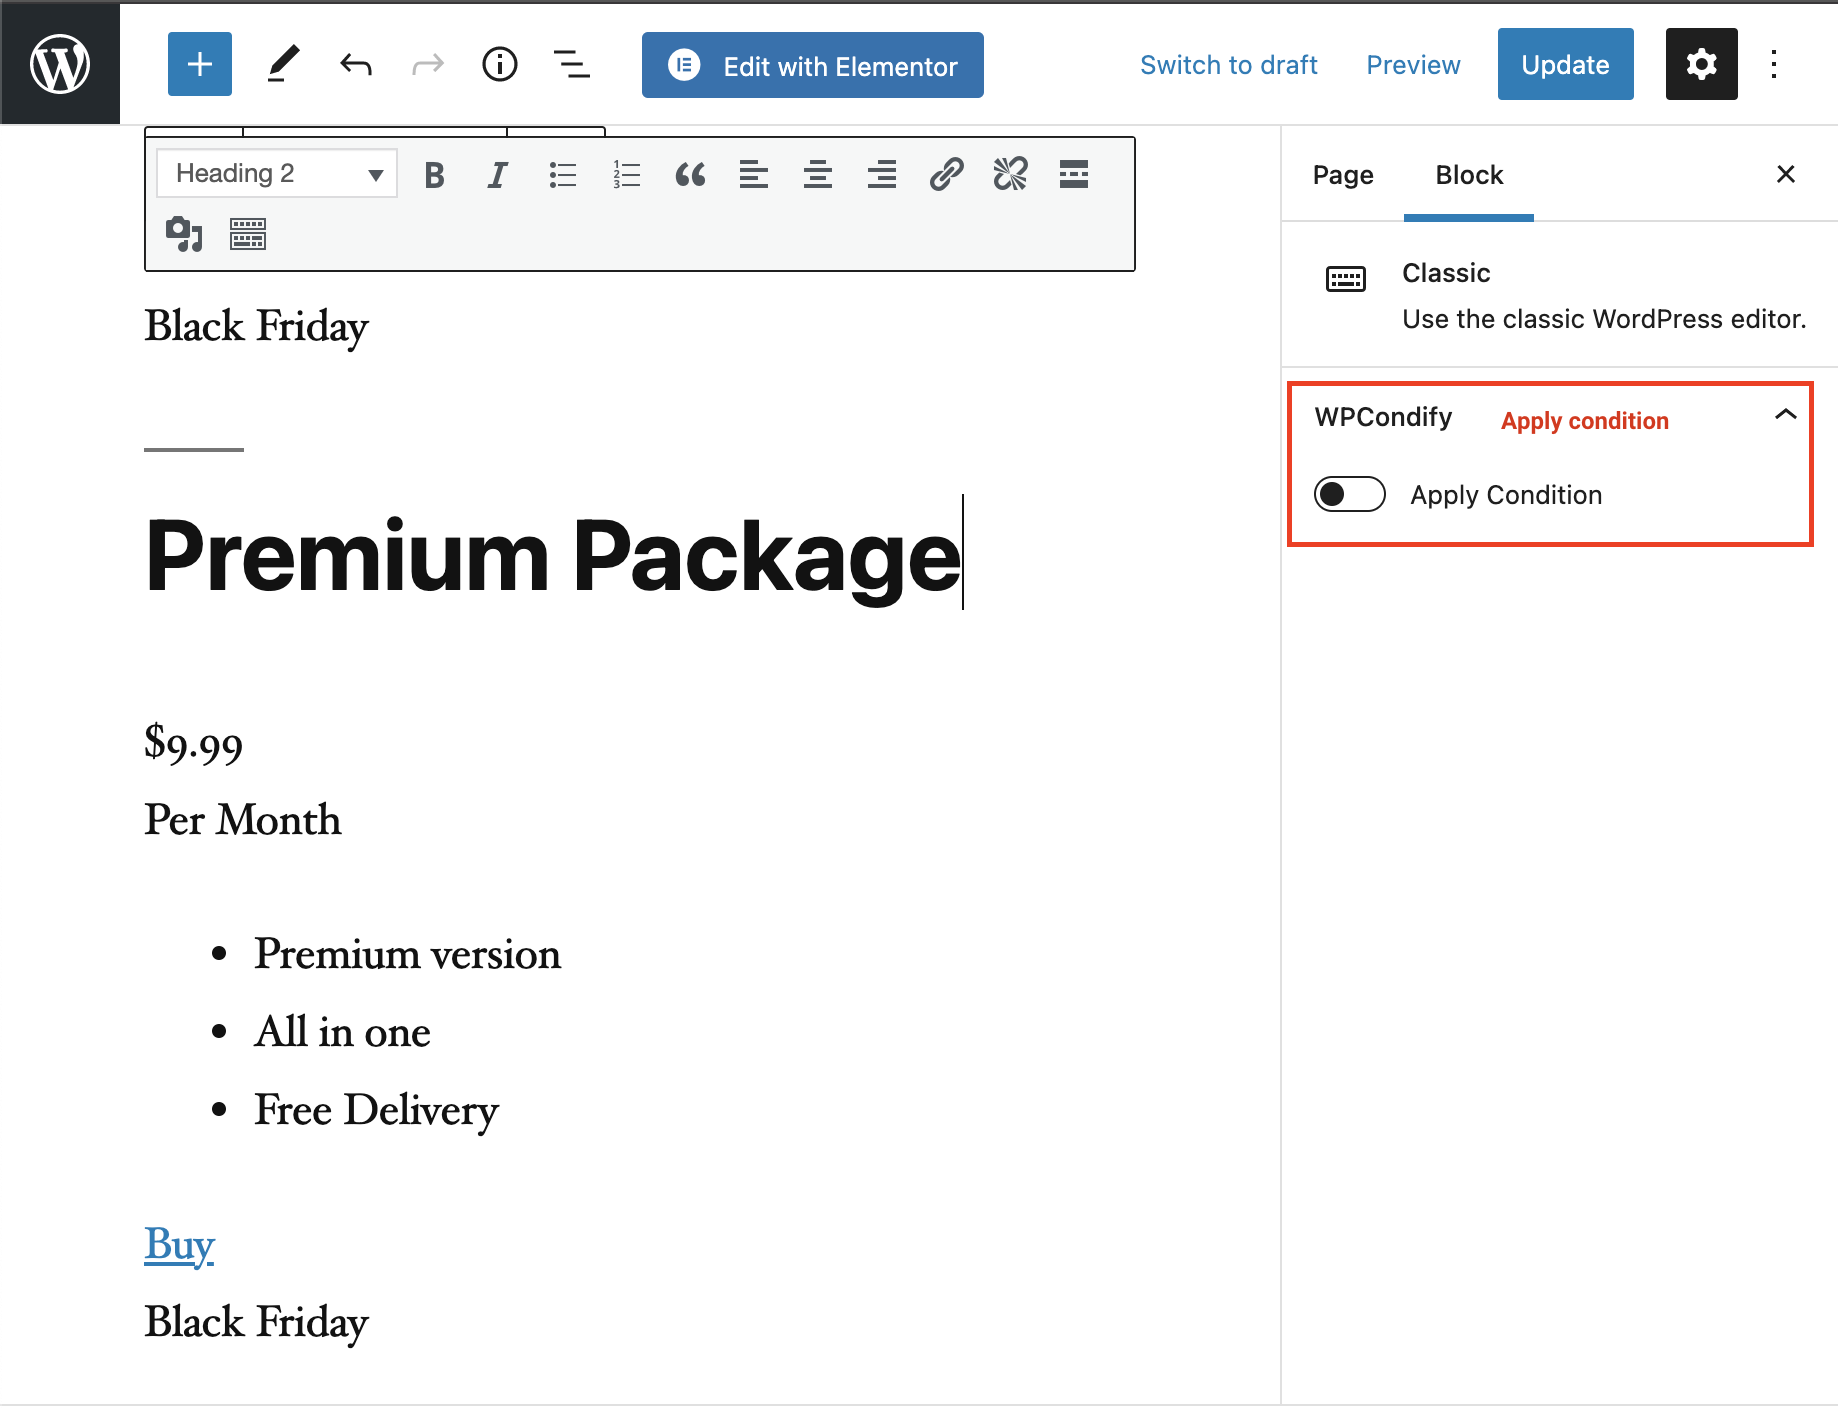 Edit with Elementor
Switch to draft
Preview
Update
Heading 2
Page
Block
Classic
Use the classic WordPress editor.
WPCondify
Apply condition
Apply Condition
Black Friday
Premium Package
$9.99
Per Month
• Premium version
• All in one
• Free Delivery
Buy
Black Friday